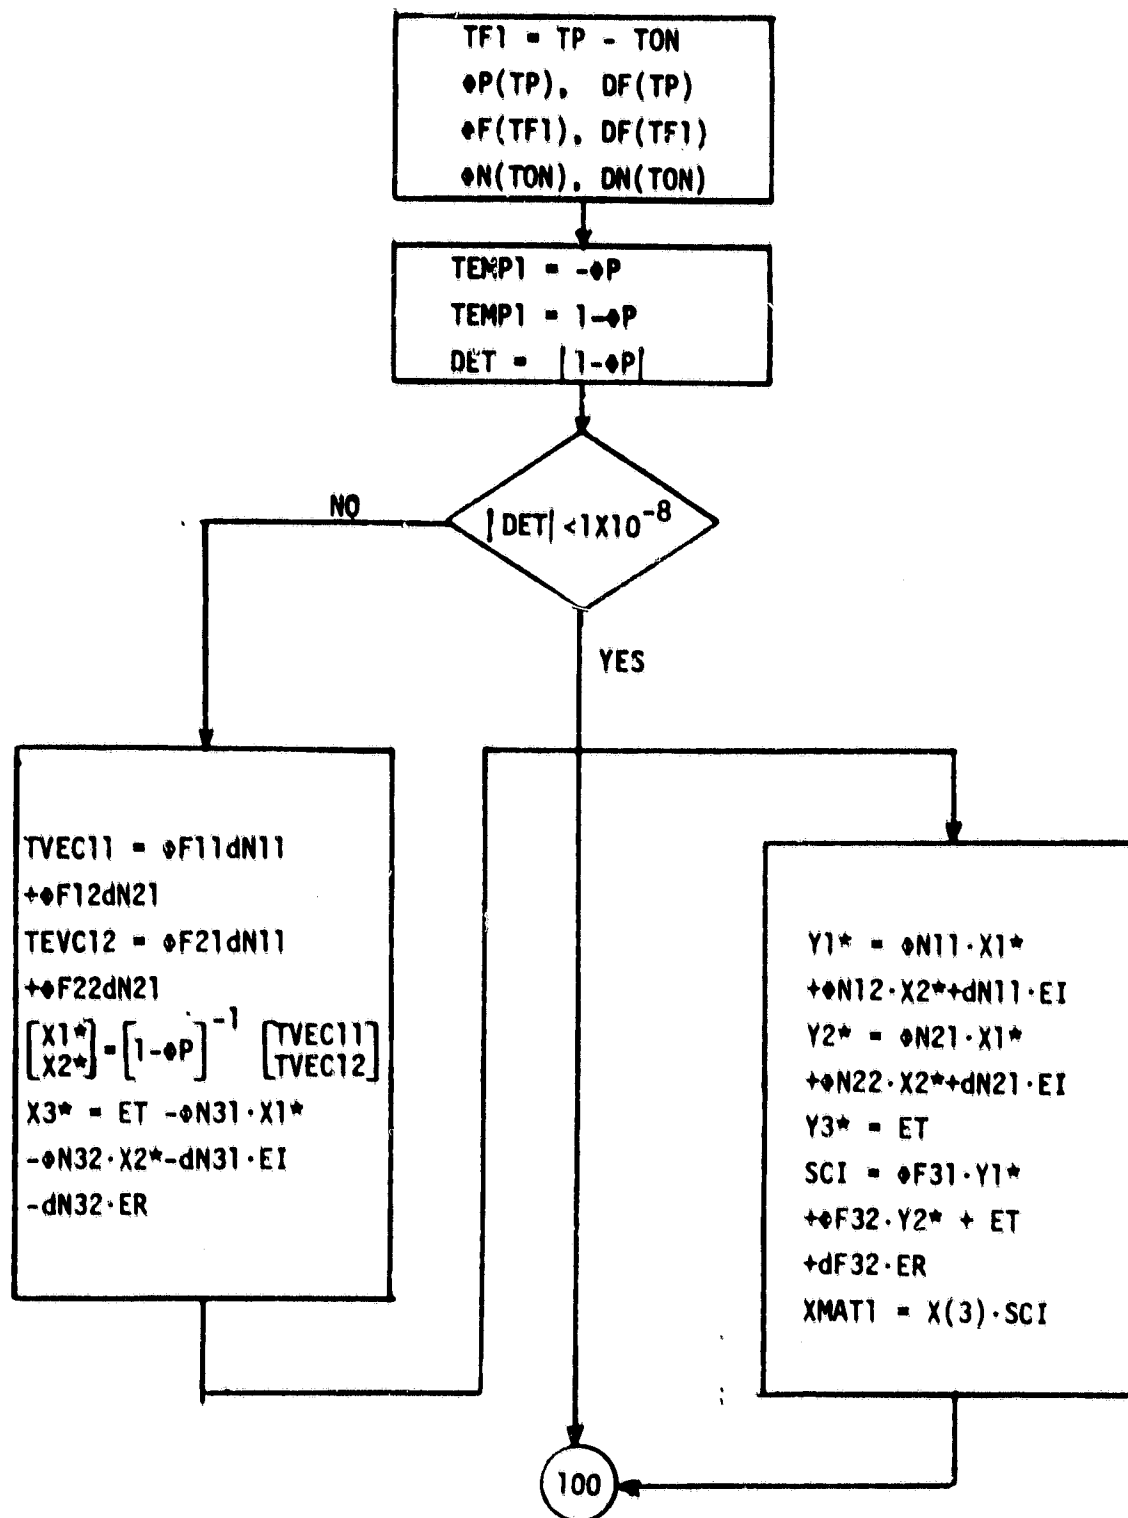 TF1 = TP - TON
ΦP(TP), DF(TP)
ΦF(TF1), DF(TF1)
ΦN(TON), DN(TON)
TEMP1 = -ΦP
TEMP1 = 1-ΦP
DET = |1-ΦP|
|DET|<1X10⁻⁸
NO
YES
TVEC11 = ΦF11dN11
+ΦF12dN21
TEVC12 = ΦF21dN11
+ΦF22dN21
[X1* X2*]=[1-ΦP]⁻¹ [TVEC11 TVEC12]
X3* = ET -ΦN31·X1*
-ΦN32·X2*-dN31·EI
-dN32·ER
Y1* = ΦN11·X1*
+ΦN12·X2*+dN11·EI
Y2* = ΦN21·X1*
+ΦN22·X2*+dN21·EI
Y3* = ET
SCI = ΦF31·Y1*
+ΦF32·Y2* + ET
+dF32·ER
XMAT1 = X(3)·SCI
100